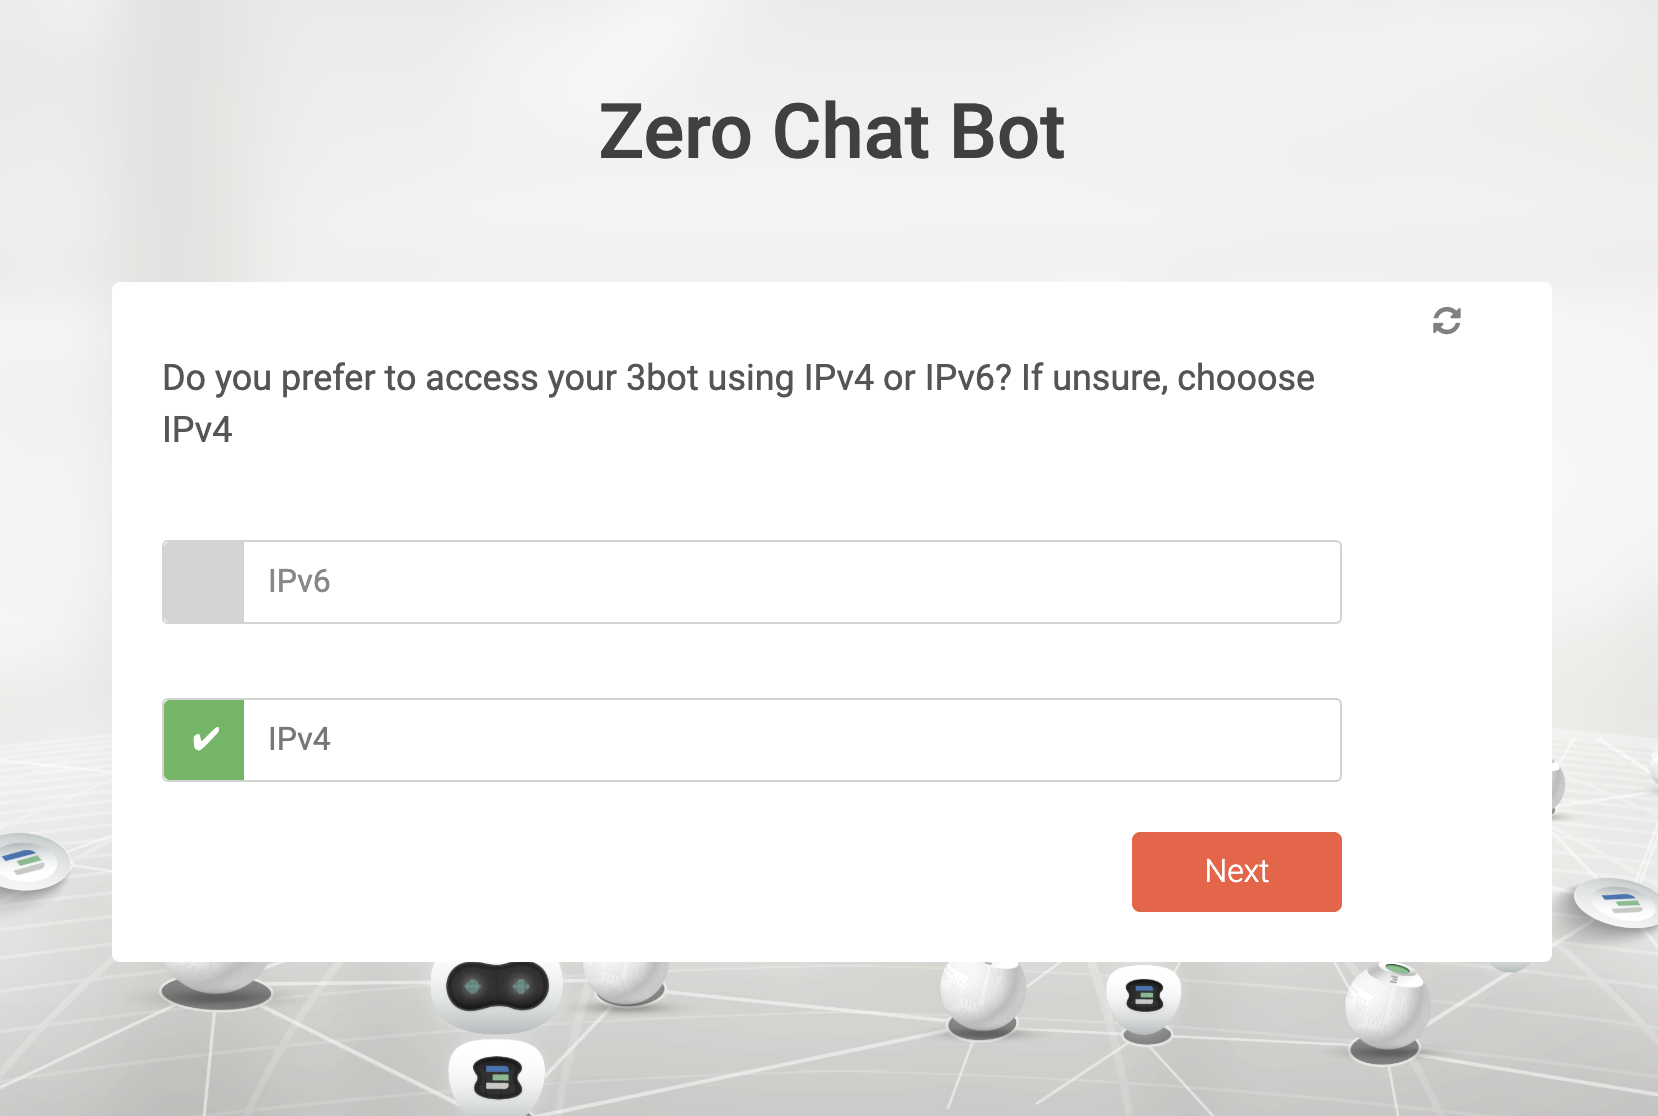 Zero Chat Bot
Do you prefer to access your 3bot using IPv4 or IPv6? If unsure, chooose
IPv4
IPv6
✔ IPv4
Next